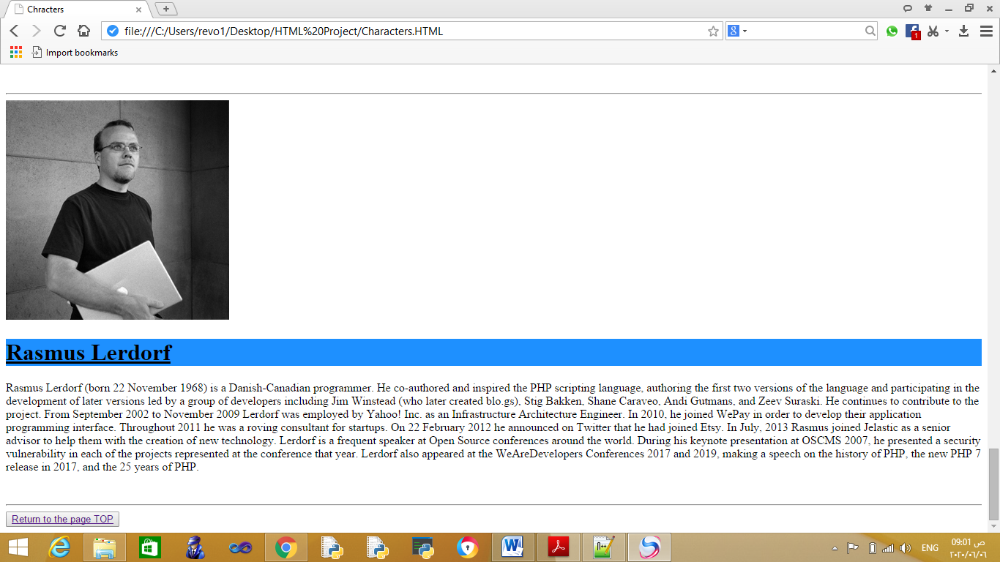 Chracters
file:///C:/Users/revo1/Desktop/HTML%20Project/Characters.HTML
8
1
Import bookmarks
Rasmus Lerdorf
Rasmus Lerdorf (born 22 November 1968) is a Danish-Canadian programmer. He co-authored and inspired the PHP scripting language, authoring the first two versions of the language and participating in the
development of later versions led by a group of developers including Jim Winstead (who later created blo.gs), Stig Bakken, Shane Caraveo, Andi Gutmans, and Zeev Suraski. He continues to contribute to the
project. From September 2002 to November 2009 Lerdorf was employed by Yahoo! Inc. as an Infrastructure Architecture Engineer. In 2010, he joined WePay in order to develop their application
programming interface. Throughout 2011 he was a roving consultant for startups. On 22 February 2012 he announced on Twitter that he had joined Etsy. In July, 2013 Rasmus joined Jelastic as a senior
advisor to help them with the creation of new technology. Lerdorf is a frequent speaker at Open Source conferences around the world. During his keynote presentation at OSCMS 2007, he presented a security
vulnerability in each of the projects represented at the conference that year. Lerdorf also appeared at the WeAreDevelopers Conferences 2017 and 2019, making a speech on the history of PHP, the new PHP 7
release in 2017, and the 25 years of PHP.
Return to the page TOP
ENG
09:01 ص
٢٠٢٠/٠٦/٠٦